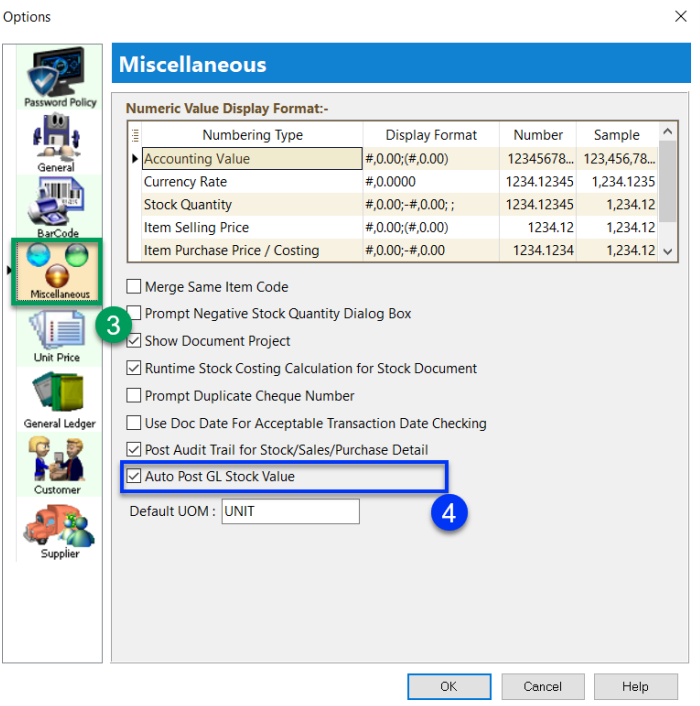 Options
Password Policy
General
BarCode
Miscellaneous
Unit Price
General Ledger
Customer
Supplier
Miscellaneous
Numeric Value Display Format:-
Numbering Type Display Format Number Sample
Accounting Value #,0.00;(#,0.00) 12345678... 123,456,78...
Currency Rate #,0.0000 1234.12345 1,234.1235
Stock Quantity #,0.00;-#,0.00; ; 1234.12345 1,234.12
Item Selling Price #,0.00;(#,0.00) 1234.12 1,234.12
Item Purchase Price / Costing #,0.00;-#,0.00 1234.1234 1,234.12
Merge Same Item Code
Prompt Negative Stock Quantity Dialog Box
3
Show Document Project
Runtime Stock Costing Calculation for Stock Document
Prompt Duplicate Cheque Number
Use Doc Date For Acceptable Transaction Date Checking
Post Audit Trail for Stock/Sales/Purchase Detail
Auto Post GL Stock Value
Default UOM : UNIT
4
OK Cancel Help